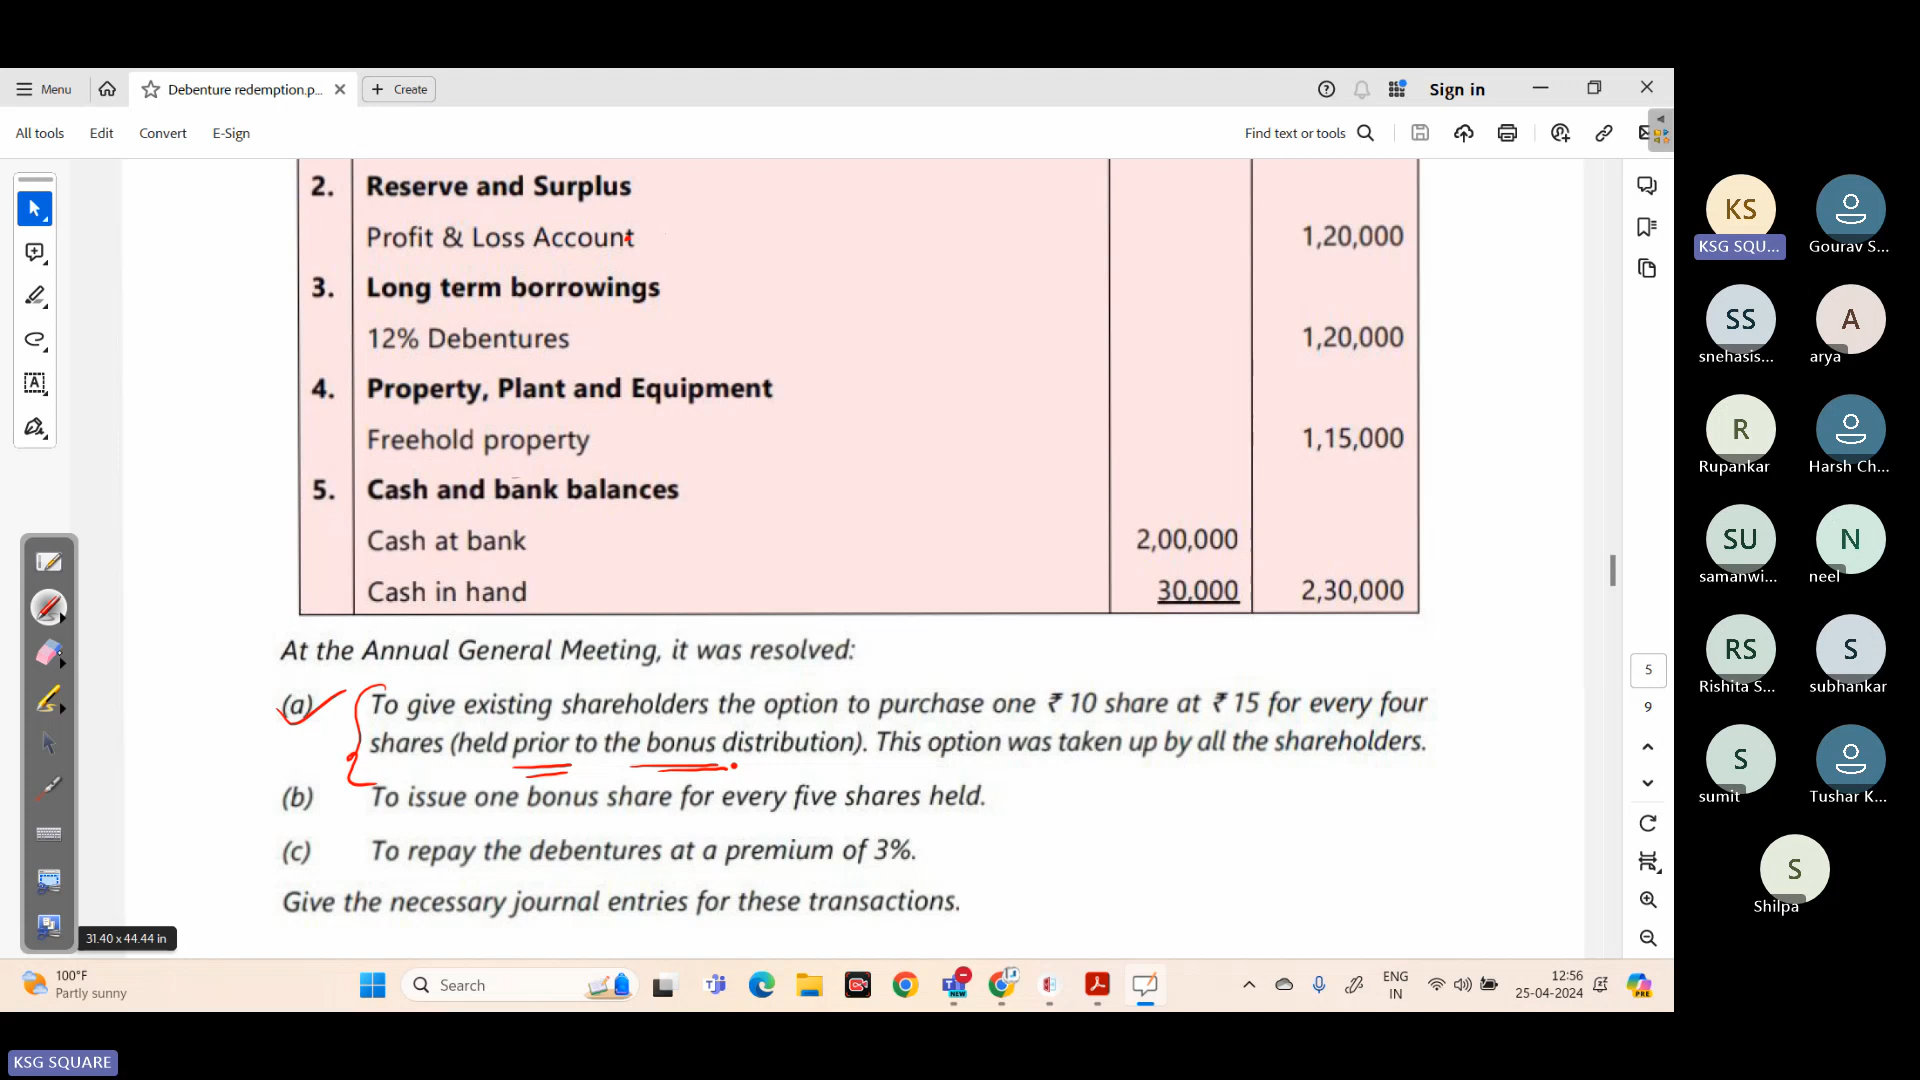 Menu
Debenture redemption.p...
Create
Sign in
All tools
Edit
Convert
E-Sign
Find text or tools
2. Reserve and Surplus
Profit & Loss Account 1,20,000
3. Long term borrowings
12% Debentures 1,20,000
4. Property, Plant and Equipment
Freehold property 1,15,000
5. Cash and bank balances
Cash at bank 2,00,000
Cash in hand 30,000 2,30,000
At the Annual General Meeting, it was resolved:
(a) To give existing shareholders the option to purchase one ₹ 10 share at ₹ 15 for every four
shares (held prior to the bonus distribution). This option was taken up by all the shareholders.
(b) To issue one bonus share for every five shares held.
(c) To repay the debentures at a premium of 3%.
Give the necessary journal entries for these transactions.
5
9
31.40 x 44.44 in
100°F
Partly sunny
Search
NEW
ENG
IN
12:56
25-04-2024
PRE
KS
KSG SQU...
Gourav S...
SS
snehasis...
A
arya
R
Rupankar
Harsh Ch...
SU
samanwi...
N
neel
RS
Rishita S...
S
subhankar
S
sumit
Tushar K...
S
Shilpa
KSG SQUARE